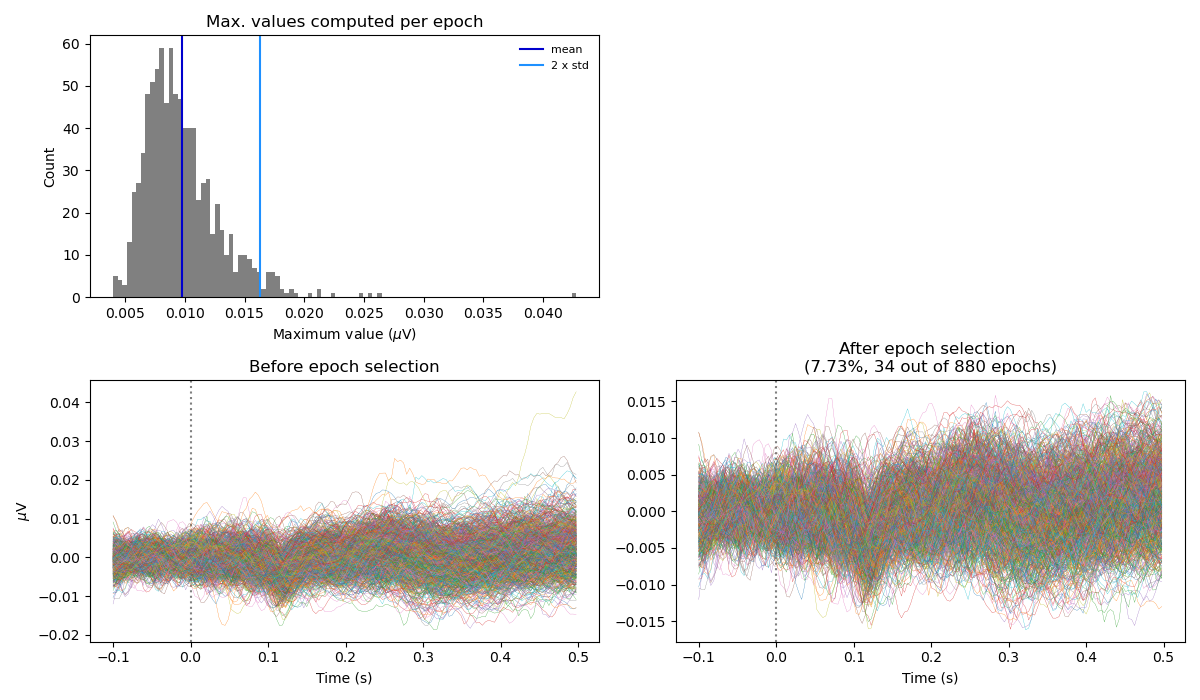 Max. values computed per epoch
60
50
40
30
20
10
0
Count
mean
2 x std
0.005 0.010 0.015 0.020 0.025 0.030 0.035 0.040
Maximum value (μV)
Before epoch selection
0.04
0.03
0.02
0.01
0.00
−0.01
−0.02
μV
−0.1 0.0 0.1 0.2 0.3 0.4 0.5
Time (s)
After epoch selection
(7.73%, 34 out of 880 epochs)
0.015
0.010
0.005
0.000
−0.005
−0.010
−0.015
−0.1 0.0 0.1 0.2 0.3 0.4 0.5
Time (s)